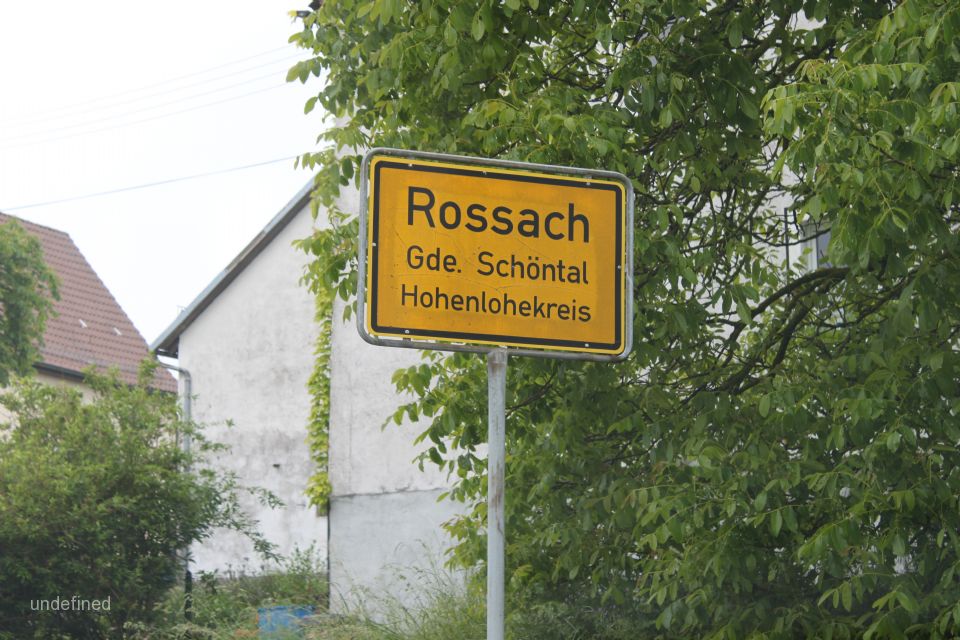 Rossach
Gde. Schöntal
Hohenlohekreis
undefined